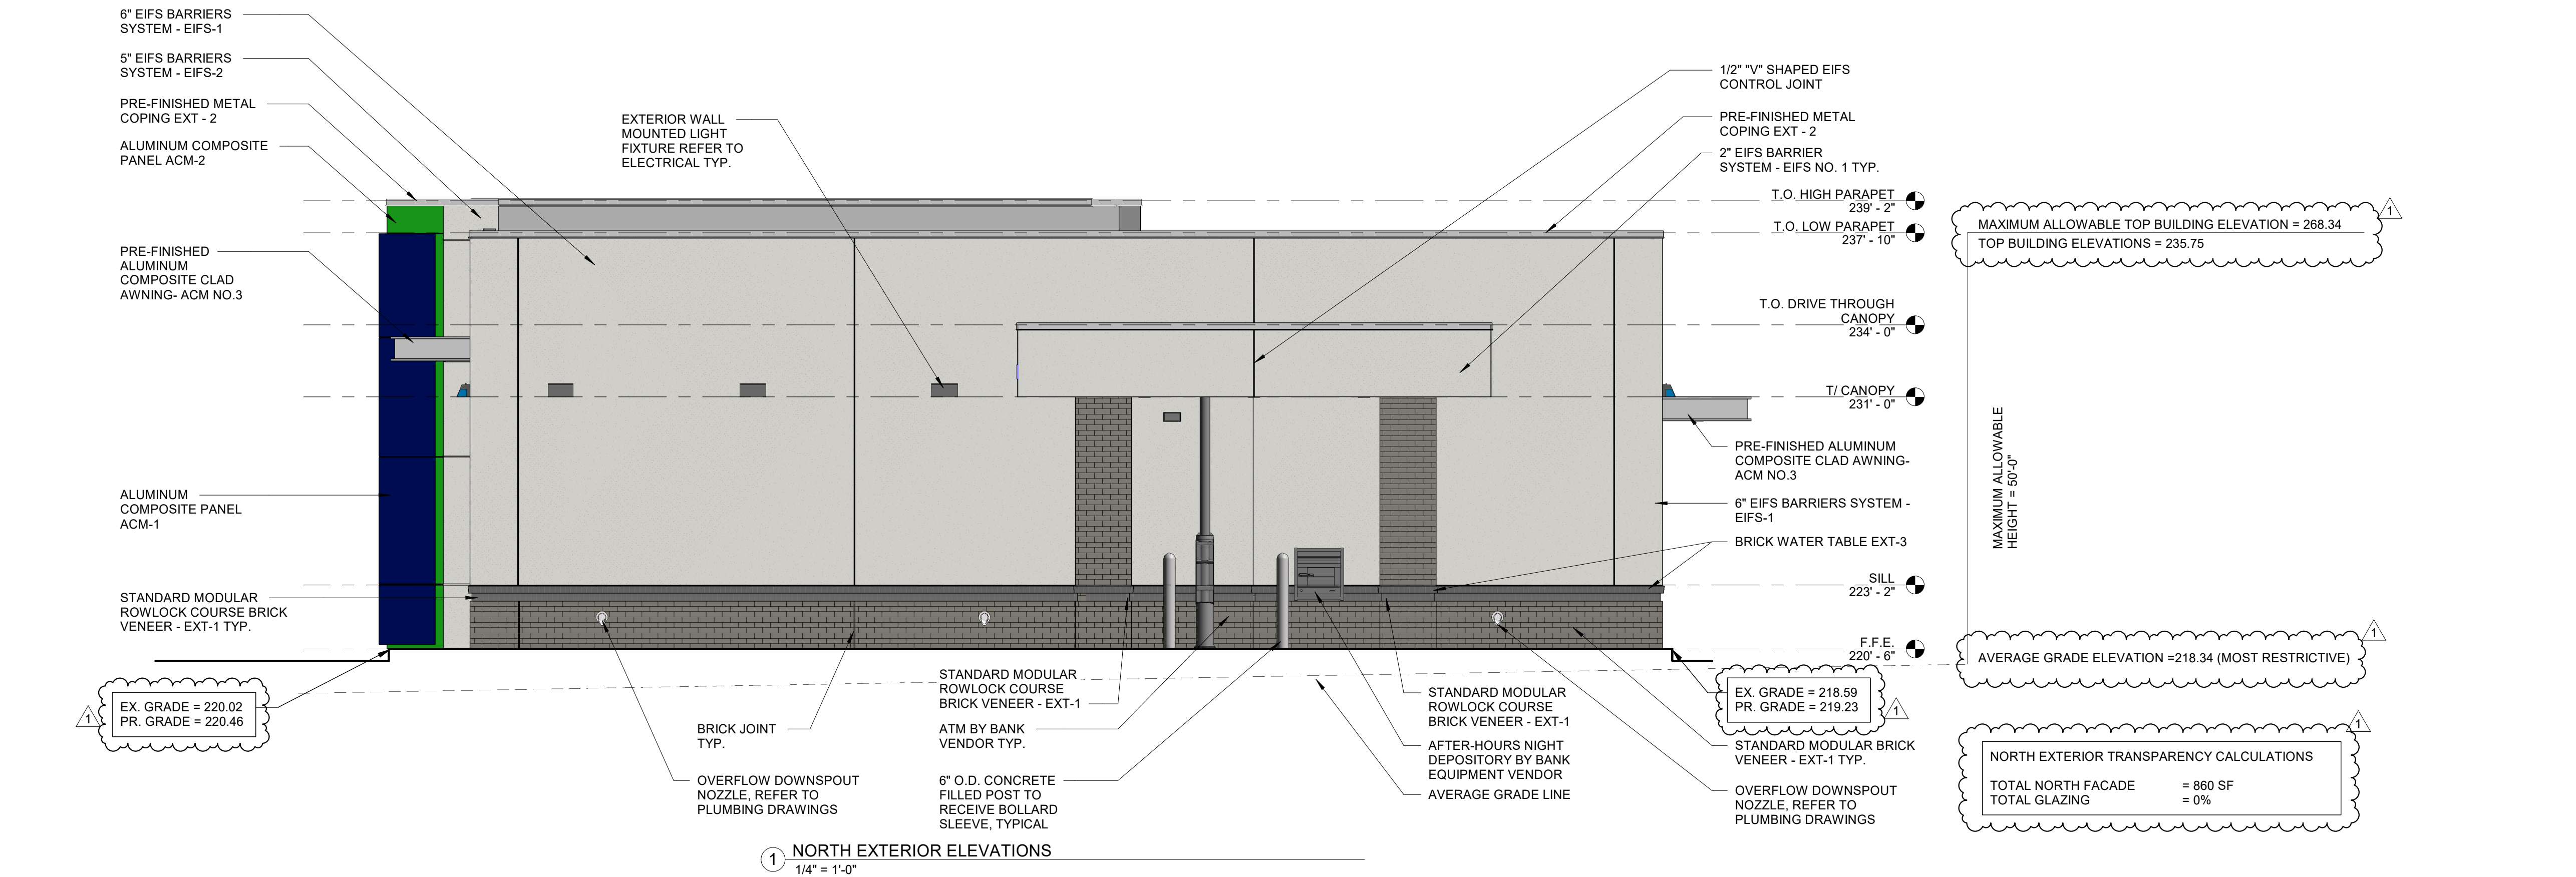 6" EIFS BARRIERS
SYSTEM - EIFS-1
5" EIFS BARRIERS
SYSTEM - EIFS-2
PRE-FINISHED METAL
COPING EXT - 2
ALUMINUM COMPOSITE
PANEL ACM-2
PRE-FINISHED
ALUMINUM
COMPOSITE CLAD
AWNING- ACM NO.3
ALUMINUM
COMPOSITE PANEL
ACM-1
STANDARD MODULAR
ROWLOCK COURSE BRICK
VENEER - EXT-1 TYP.
1
EX. GRADE = 220.02
PR. GRADE = 220.46
EXTERIOR WALL
MOUNTED LIGHT
FIXTURE REFER TO
ELECTRICAL TYP.
BRICK JOINT
TYP.
OVERFLOW DOWNSPOUT
NOZZLE, REFER TO
PLUMBING DRAWINGS
STANDARD MODULAR
ROWLOCK COURSE
BRICK VENEER - EXT-1
ATM BY BANK
VENDOR TYP.
6" O.D. CONCRETE
FILLED POST TO
RECEIVE BOLLARD
SLEEVE, TYPICAL
STANDARD MODULAR
ROWLOCK COURSE
BRICK VENEER - EXT-1
AFTER-HOURS NIGHT
DEPOSITORY BY BANK
EQUIPMENT VENDOR
AVERAGE GRADE LINE
1/2" "V" SHAPED EIFS
CONTROL JOINT
PRE-FINISHED METAL
COPING EXT - 2
2" EIFS BARRIER
SYSTEM - EIFS NO. 1 TYP.
T.O. HIGH PARAPET
239' - 2"
T.O. LOW PARAPET
237' - 10"
T.O. DRIVE THROUGH
CANOPY
234' - 0"
T/ CANOPY
231' - 0"
PRE-FINISHED ALUMINUM
COMPOSITE CLAD AWNING-
ACM NO.3
6" EIFS BARRIERS SYSTEM -
EIFS-1
BRICK WATER TABLE EXT-3
SILL
223' - 2"
F.F.E.
220' - 6"
EX. GRADE = 218.59
PR. GRADE = 219.23
1
STANDARD MODULAR BRICK
VENEER - EXT-1 TYP.
OVERFLOW DOWNSPOUT
NOZZLE, REFER TO
PLUMBING DRAWINGS
1
MAXIMUM ALLOWABLE TOP BUILDING ELEVATION = 268.34
TOP BUILDING ELEVATIONS = 235.75
MAXIMUM ALLOWABLE
HEIGHT = 50'-0"
1
AVERAGE GRADE ELEVATION =218.34 (MOST RESTRICTIVE)
1
NORTH EXTERIOR TRANSPARENCY CALCULATIONS
TOTAL NORTH FACADE = 860 SF
TOTAL GLAZING = 0%
1 NORTH EXTERIOR ELEVATIONS
1/4" = 1'-0"